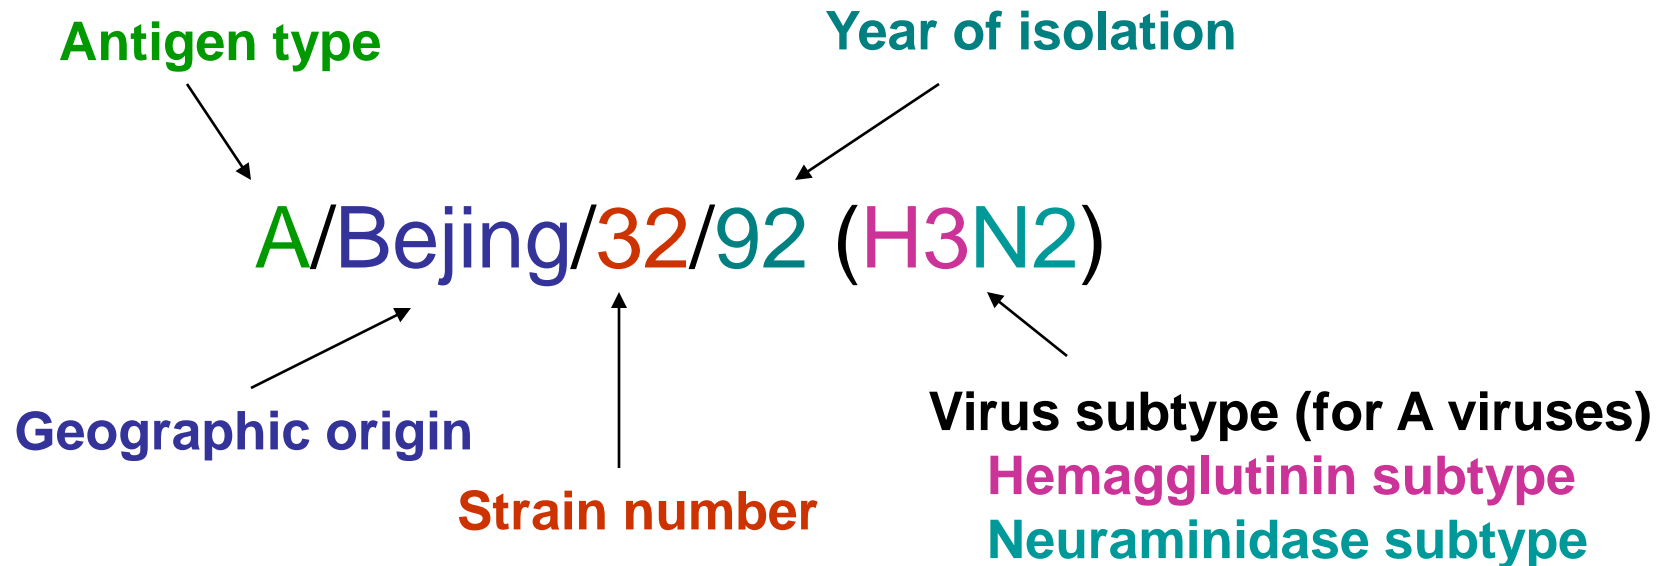 Antigen type
Year of isolation
A/Bejing/32/92 (H3N2)
Geographic origin
Strain number
Virus subtype (for A viruses)
Hemagglutinin subtype
Neuraminidase subtype